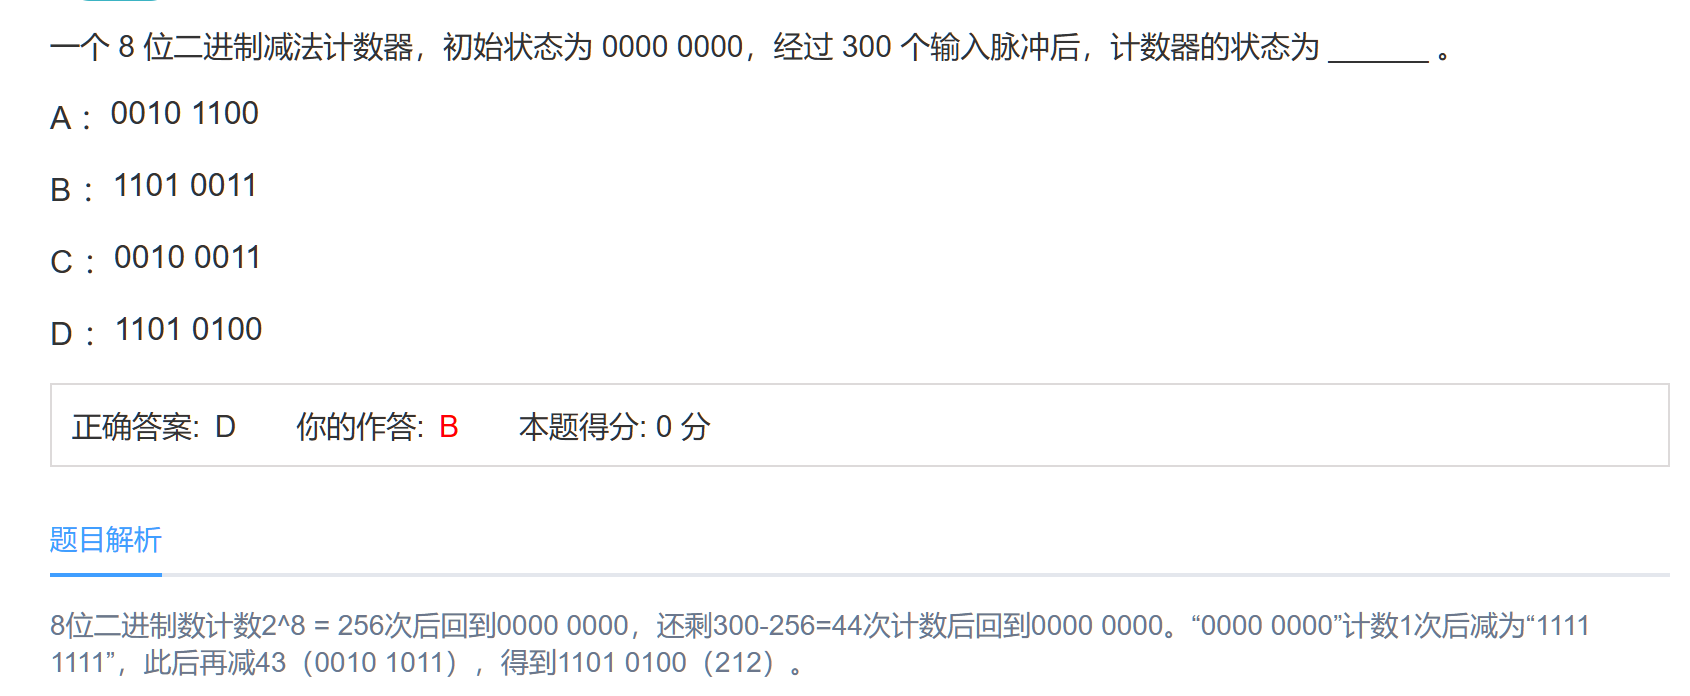 一个 8 位二进制减法计数器，初始状态为 0000 0000，经过 300 个输入脉冲后，计数器的状态为 ______ 。
A： 0010 1100
B： 1101 0011
C： 0010 0011
D： 1101 0100
正确答案: D 你的作答: B 本题得分: 0 分
题目解析
8位二进制数计数2^8 = 256次后回到0000 0000，还剩300-256=44次计数后回到0000 0000。“0000 0000”计数1次后减为“1111
1111”，此后再减43（0010 1011），得到1101 0100（212）。